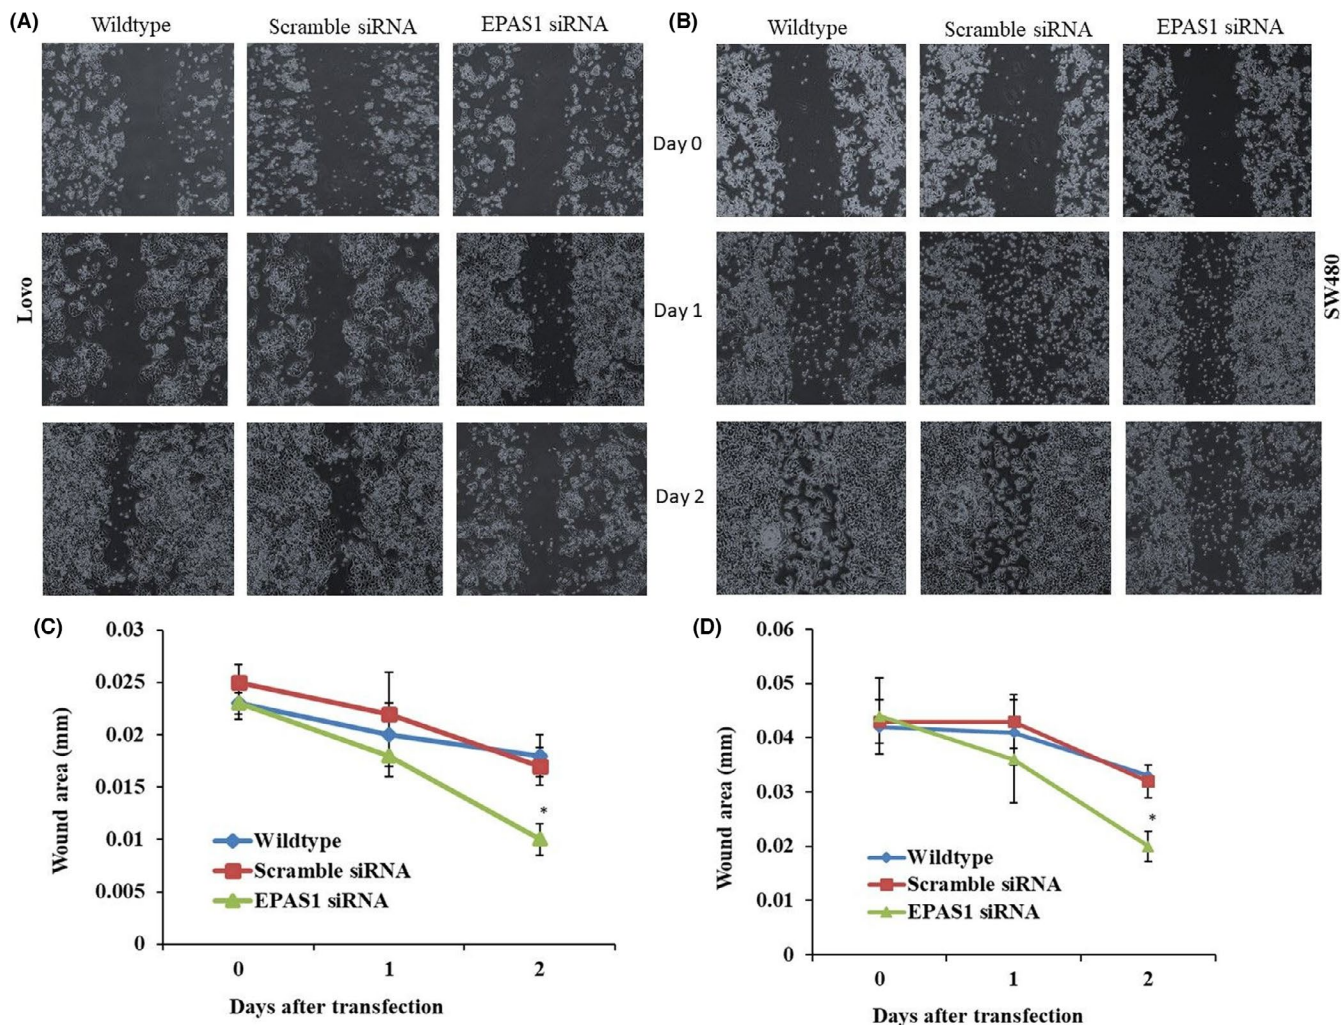 (A)
Wildtype
Scramble siRNA
EPAS1 siRNA
(B)
Wildtype
Scramble siRNA
EPAS1 siRNA
Day 0
Lovo
Day 1
SW480
Day 2
(C)
0.03
0.025
0.02
0.015
0.01
0.005
0
Wound area (mm)
*
Wildtype
Scramble siRNA
EPAS1 siRNA
0
1
2
Days after transfection
(D)
0.06
0.05
0.04
0.03
0.02
0.01
0
Wound area (mm)
*
Wildtype
Scramble siRNA
EPAS1 siRNA
0
1
2
Days after transfection